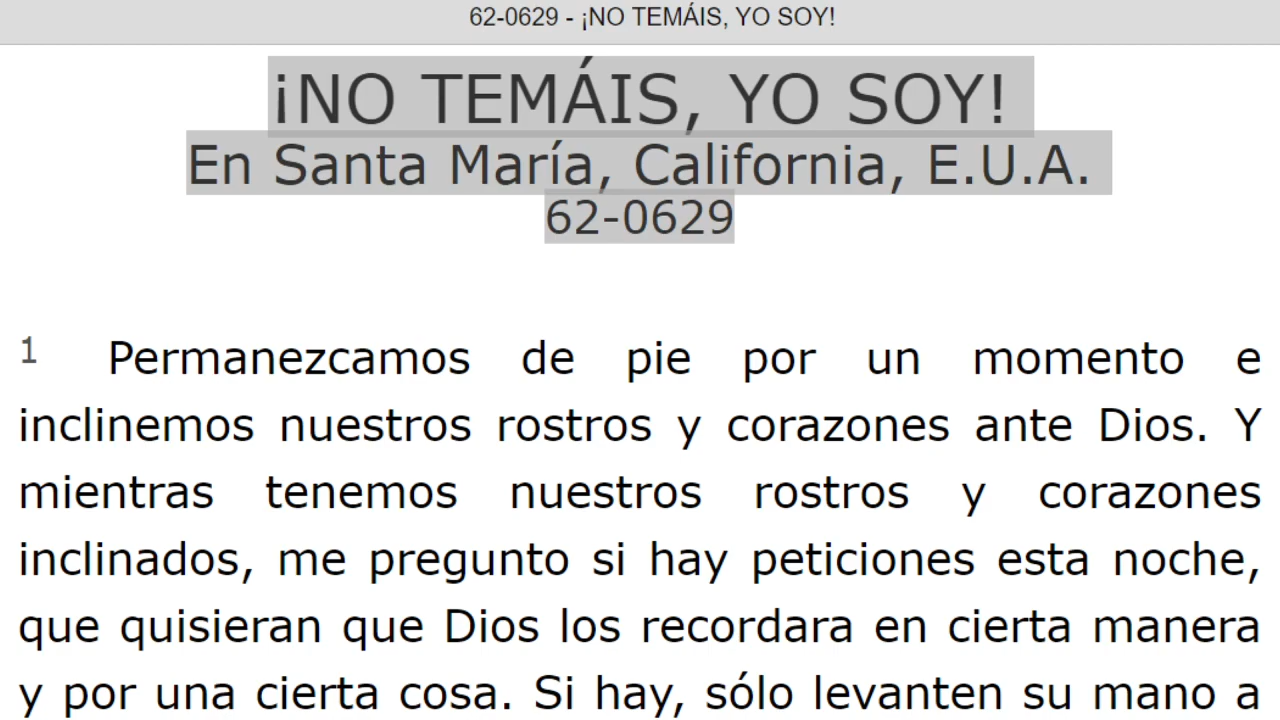 62-0629 - ¡NO TEMÁIS, YO SOY!
¡NO TEMÁIS, YO SOY!
En Santa María, California, E.U.A.
62-0629
1 Permanezcamos de pie por un momento e
inclinemos nuestros rostros y corazones ante Dios. Y
mientras tenemos nuestros rostros y corazones
inclinados, me pregunto si hay peticiones esta noche,
que quisieran que Dios los recordara en cierta manera
y por una cierta cosa. Si hay, sólo levanten su mano a